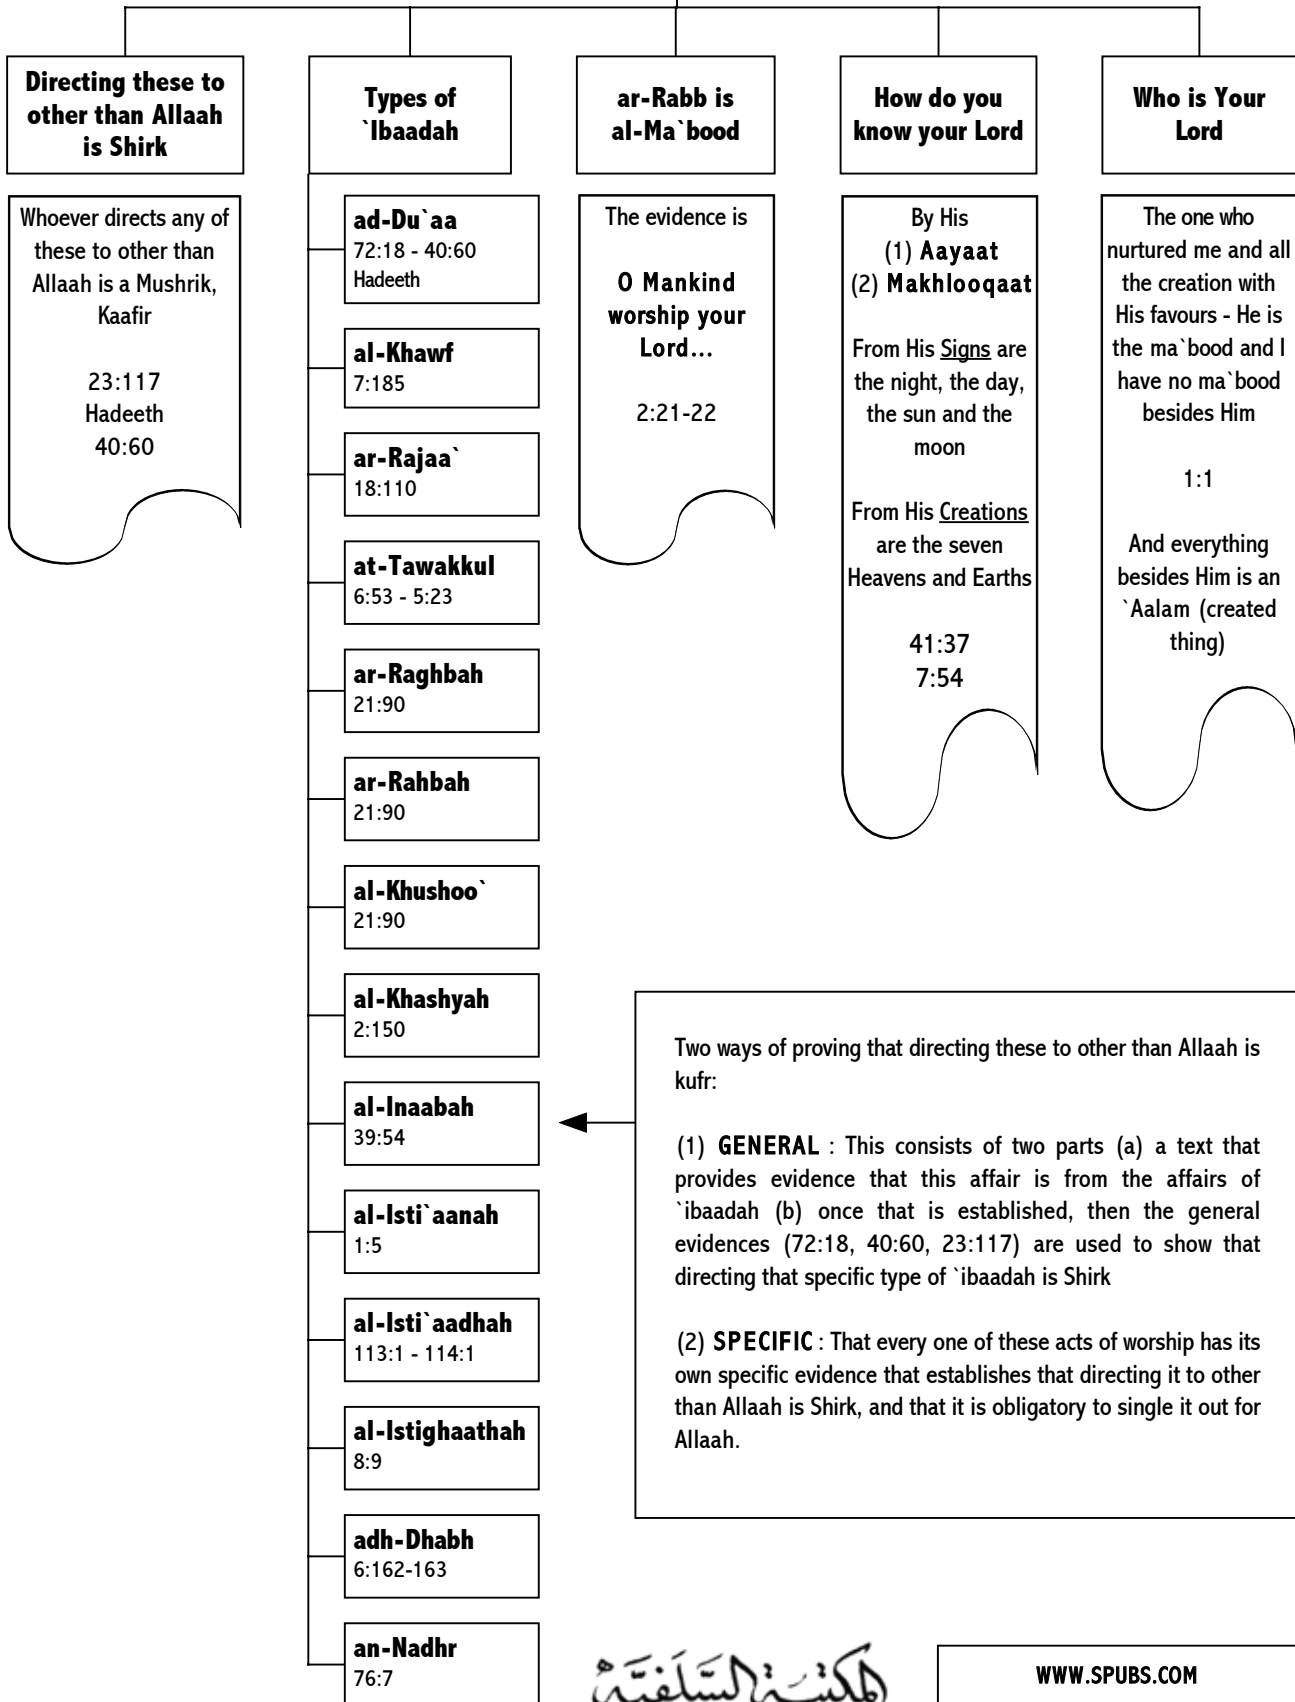 Directing these to
other than Allaah
is Shirk
Whoever directs any of
these to other than
Allaah is a Mushrik,
Kaafir
23:117
Hadeeth
40:60
Types of
`Ibaadah
ad-Du`aa
72:18 - 40:60
Hadeeth
al-Khawf
7:185
ar-Rajaa`
18:110
at-Tawakkul
6:53 - 5:23
ar-Raghbah
21:90
ar-Rahbah
21:90
al-Khushoo`
21:90
al-Khashyah
2:150
al-Inaabah
39:54
al-Isti`aanah
1:5
al-Isti`aadhah
113:1 - 114:1
al-Istighaathah
8:9
adh-Dhabh
6:162-163
an-Nadhr
76:7
ar-Rabb is
al-Ma`bood
The evidence is
O Mankind
worship your
Lord...
2:21-22
How do you
know your Lord
By His
(1) Aayaat
(2) Makhlooqaat
From His Signs are
the night, the day,
the sun and the
moon
From His Creations
are the seven
Heavens and Earths
41:37
7:54
Who is Your
Lord
The one who
nurtured me and all
the creation with
His favours - He is
the ma`bood and I
have no ma`bood
besides Him
1:1
And everything
besides Him is an
`Aalam (created
thing)
Two ways of proving that directing these to other than Allaah is
kufr:
(1) GENERAL : This consists of two parts (a) a text that
provides evidence that this affair is from the affairs of
`ibaadah (b) once that is established, then the general
evidences (72:18, 40:60, 23:117) are used to show that
directing that specific type of `ibaadah is Shirk
(2) SPECIFIC : That every one of these acts of worship has its
own specific evidence that establishes that directing it to other
than Allaah is Shirk, and that it is obligatory to single it out for
Allaah.
المكتبة السلفية
WWW.SPUBS.COM